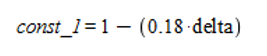 const_1 = 1 − (0.18·delta)